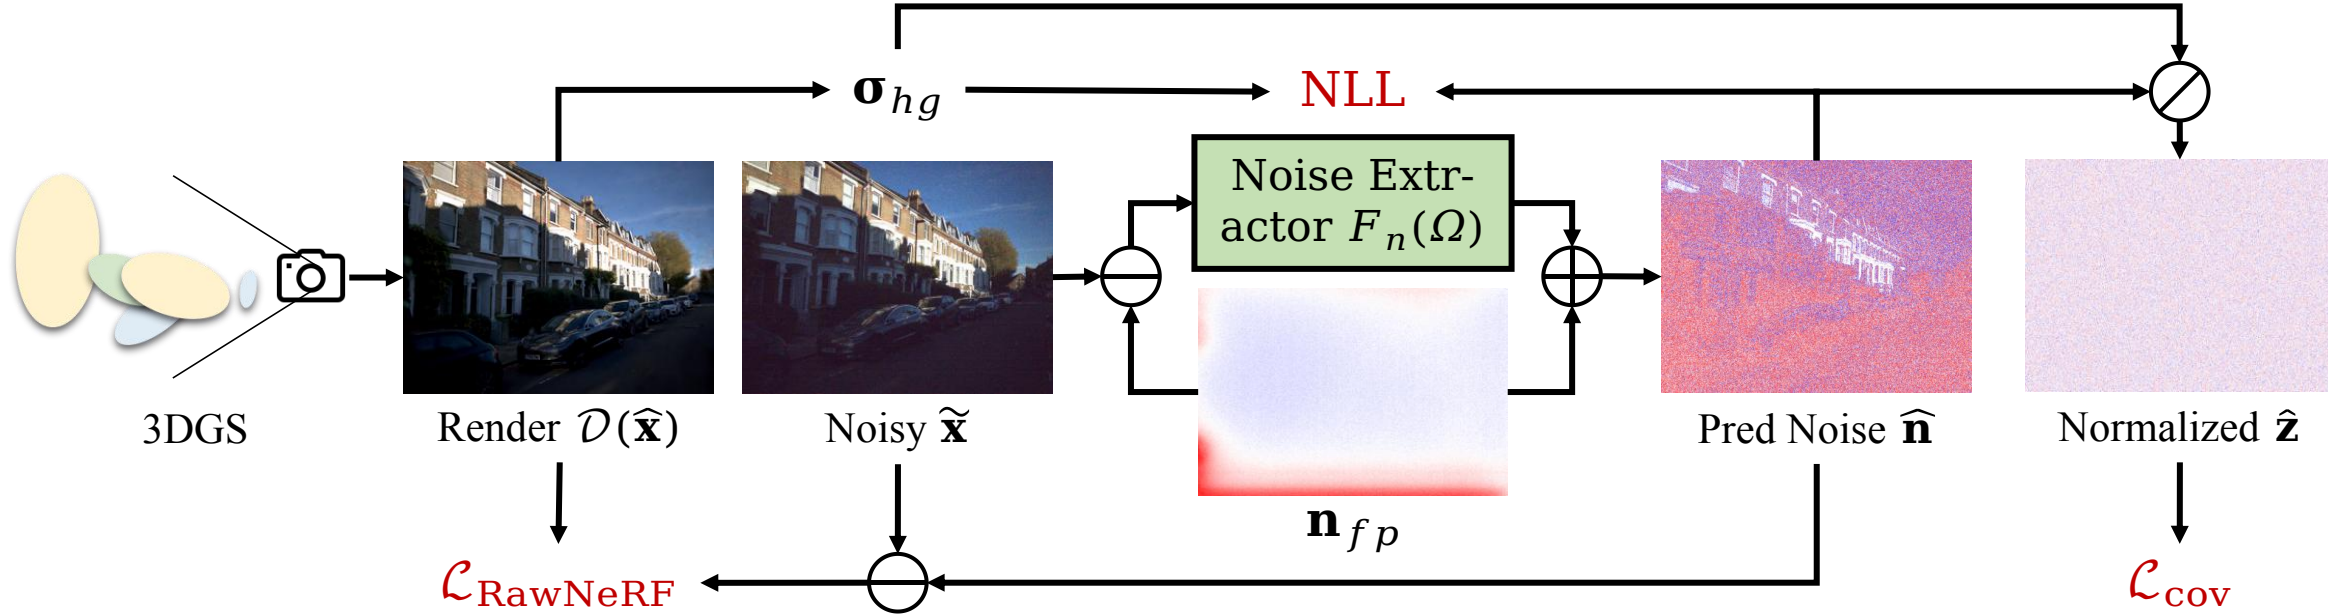 σ_hg
NLL
Noise Extr-
actor F_n(Ω)
3DGS
Render 𝒟(x̂)
Noisy x̃
n_fp
Pred Noise n̂
Normalized ẑ
ℒ_RawNeRF
ℒ_cov